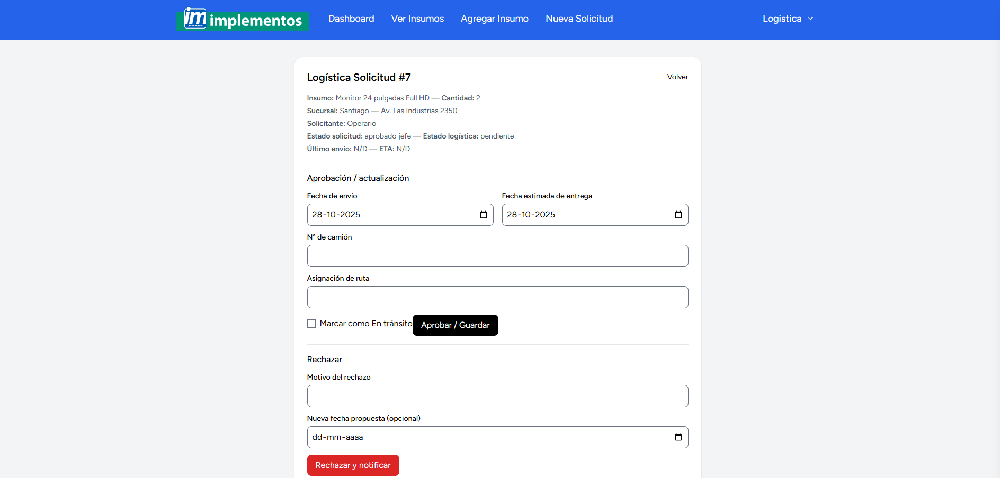 im implementos
EPYSA
Dashboard Ver Insumos Agregar Insumo Nueva Solicitud Logistica
Logística Solicitud #7 Volver
Insumo: Monitor 24 pulgadas Full HD — Cantidad: 2
Sucursal: Santiago — Av. Las Industrias 2350
Solicitante: Operario
Estado solicitud: aprobado jefe — Estado logística: pendiente
Último envío: N/D — ETA: N/D
Aprobación / actualización
Fecha de envío Fecha estimada de entrega
28-10-2025 28-10-2025
N° de camión
Asignación de ruta
Marcar como En tránsito Aprobar / Guardar
Rechazar
Motivo del rechazo
Nueva fecha propuesta (opcional)
dd-mm-aaaa
Rechazar y notificar